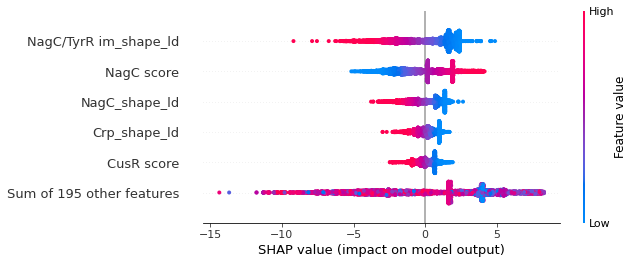 High
NagC/TyrR im_shape_ld
NagC score
NagC_shape_ld
Crp_shape_ld
CusR score
Sum of 195 other features
Feature value
Low
−15 −10 −5 0 5
SHAP value (impact on model output)